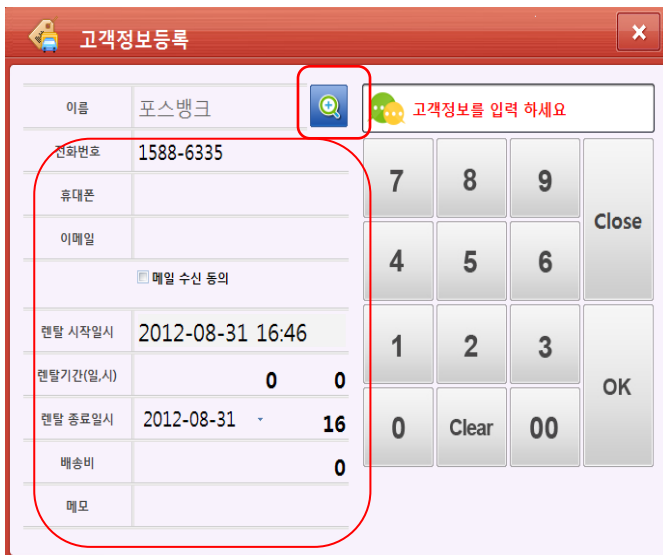 고객정보등록
이름 포스뱅크
고객정보를 입력 하세요
전화번호 1588-6335
휴대폰
이메일
메일 수신 동의
렌탈 시작일시 2012-08-31 16:46
렌탈기간(일,시) 0 0
렌탈 종료일시 2012-08-31 16
배송비 0
메모
7 8 9 Close
4 5 6
1 2 3 OK
0 Clear 00